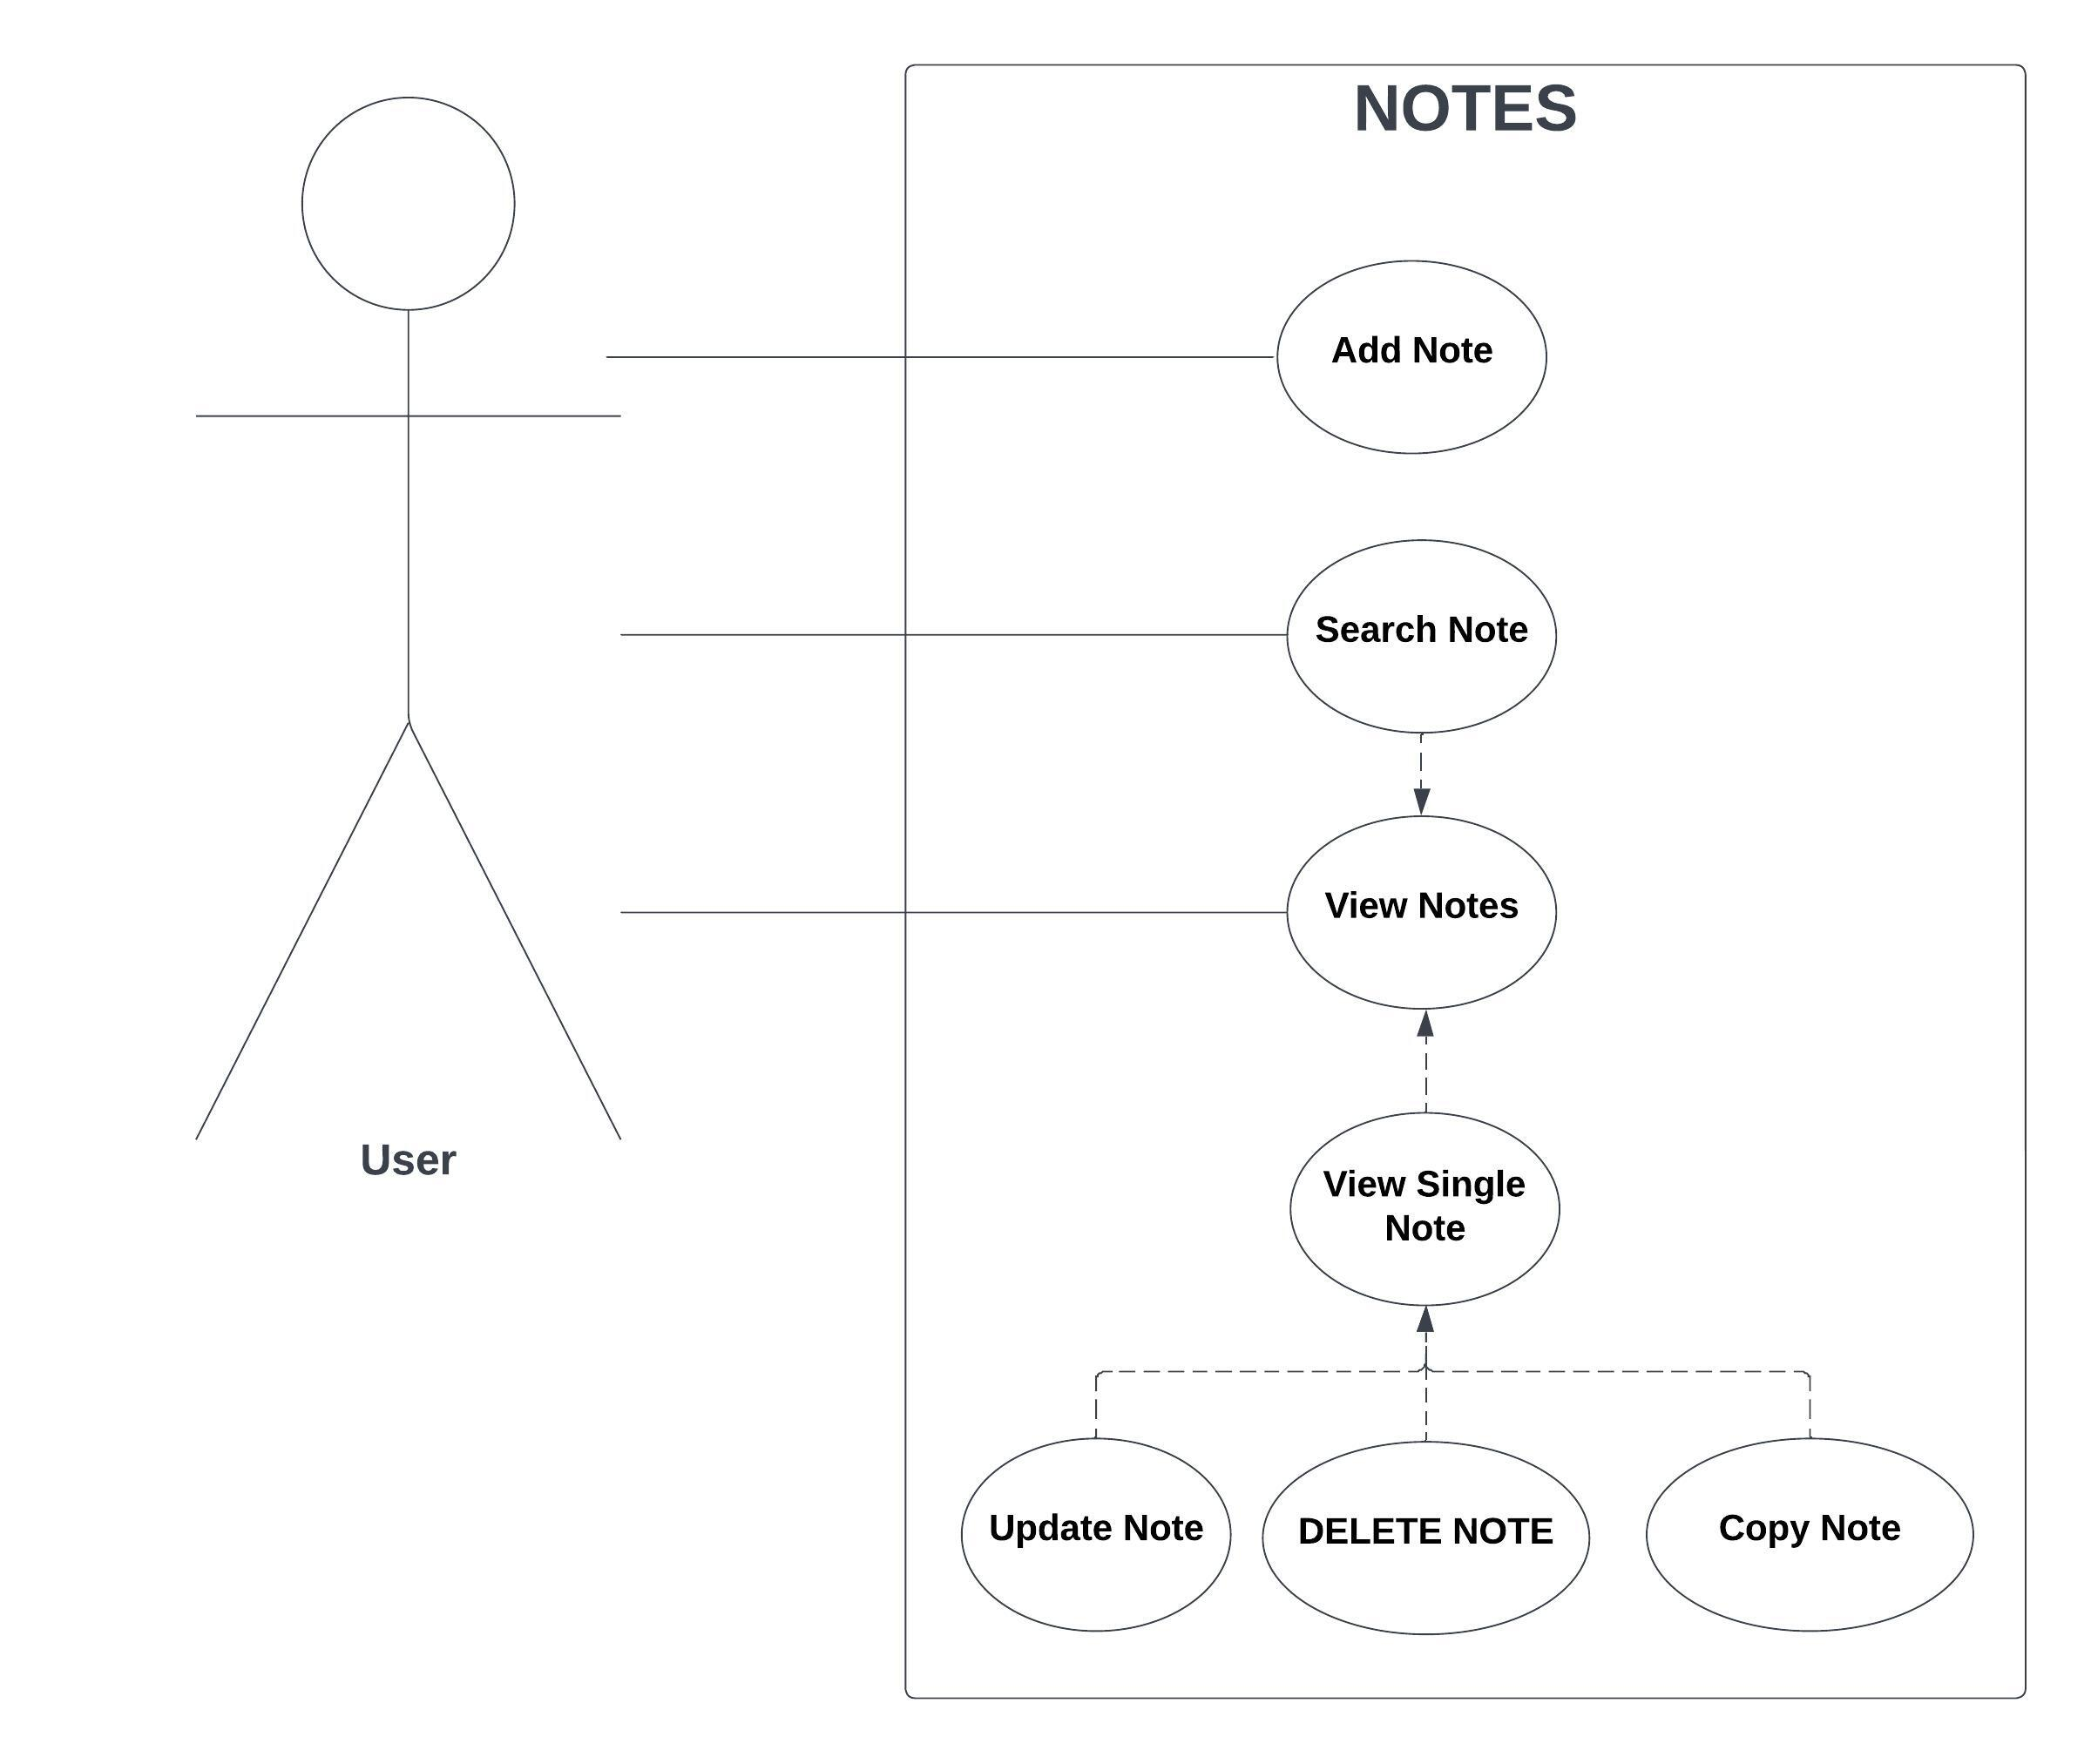 NOTES
Add Note
Search Note
View Notes
View Single
Note
User
Update Note
DELETE NOTE
Copy Note